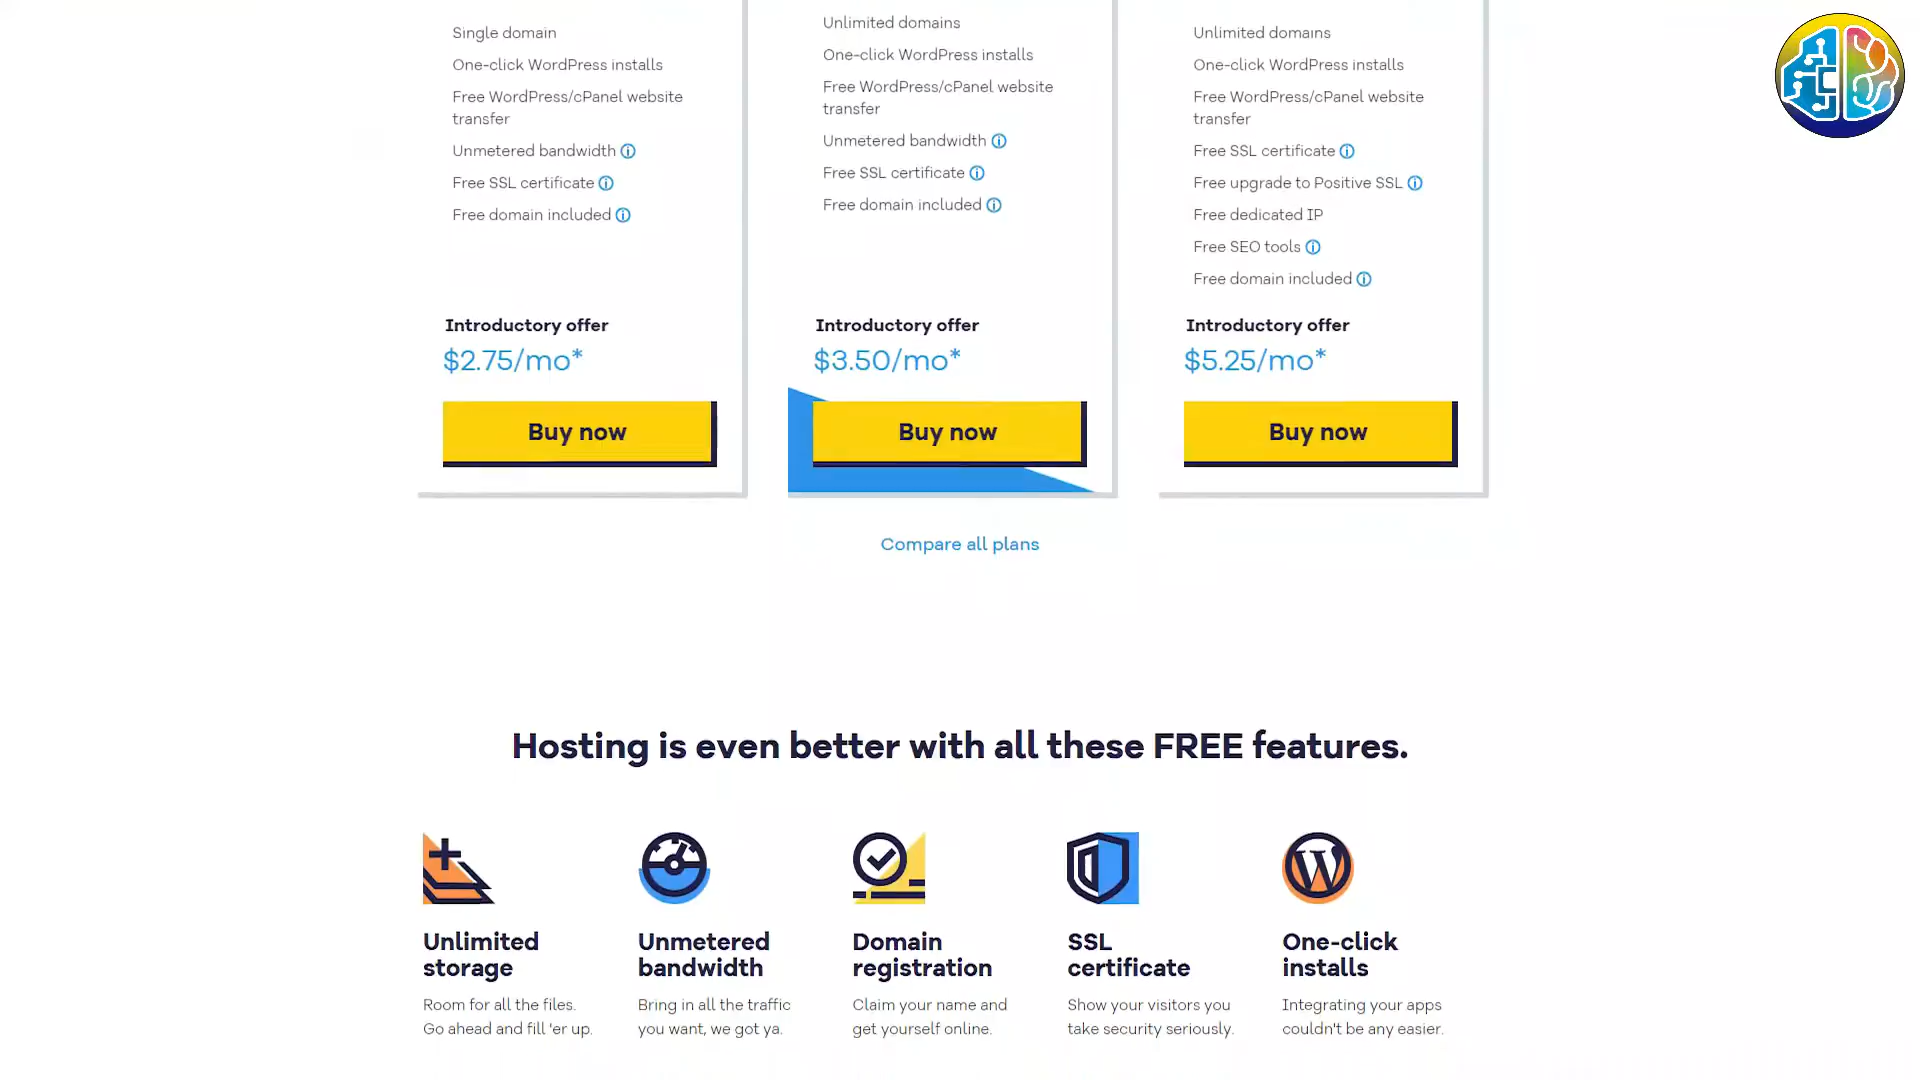 Single domain
One-click WordPress installs
Free WordPress/cPanel website
transfer
Unmetered bandwidth
Free SSL certificate
Free domain included
Introductory offer
$2.75/mo*
Buy now
Unlimited domains
One-click WordPress installs
Free WordPress/cPanel website
transfer
Unmetered bandwidth
Free SSL certificate
Free domain included
Introductory offer
$3.50/mo*
Buy now
Unlimited domains
One-click WordPress installs
Free WordPress/cPanel website
transfer
Free SSL certificate
Free upgrade to Positive SSL
Free dedicated IP
Free SEO tools
Free domain included
Introductory offer
$5.25/mo*
Buy now
Compare all plans
Hosting is even better with all these FREE features.
Unlimited
storage
Room for all the files.
Go ahead and fill 'er up.
Unmetered
bandwidth
Bring in all the traffic
you want, we got ya.
Domain
registration
Claim your name and
get yourself online.
SSL
certificate
Show your visitors you
take security seriously.
One-click
installs
Integrating your apps
couldn't be any easier.